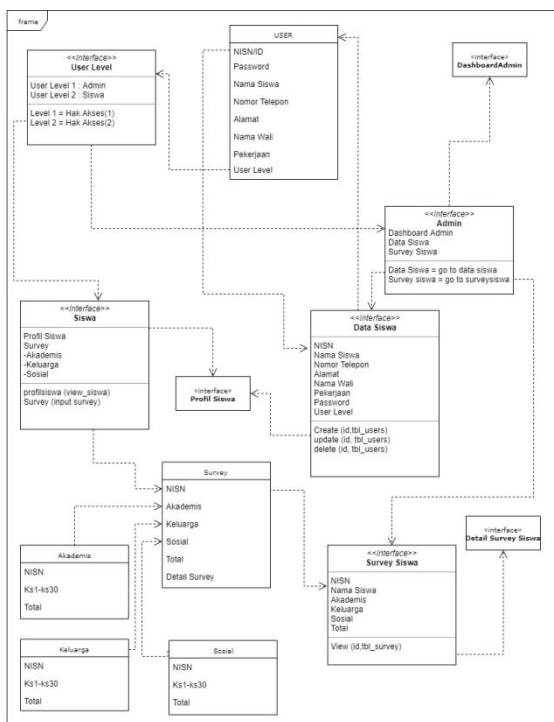 frame
<<Interface>>
User Level
User Level 1 : Admin
User Level 2 : Siswa
Level 1 = Hak Akses(1)
Level 2 = Hak Akses(2)
USER
NISN/ID
Password
Nama Siswa
Nomor Telepon
Alamat
Nama Wali
Pekerjaan
User Level
<interface>
DashboardAdmin
<<Interface>>
Admin
Dashboard Admin
Data Siswa
Survey Siswa
Data Siswa = go to data siswa
Survey siswa = go to surveysiswa
<<Interface>>
Siswa
Profil Siswa
Survey
-Akademis
-Keluarga
-Sosial
profilsiswa (view_siswa)
Survey (input survey)
<interface>
Profil Siswa
<<Interface>>
Data Siswa
NISN
Nama Siswa
Nomor Telepon
Alamat
Nama Wali
Pekerjaan
Password
User Level
Create (id,tbl_users)
update (id, tbl_users)
delete (id, tbl_users)
Survey
NISN
Akademis
Keluarga
Sosial
Total
Detail Survey
Akademis
NISN
Ks1-ks30
Total
Keluarga
NISN
Ks1-ks30
Total
Sosial
NISN
Ks1-ks30
Total
<<Interface>>
Survey Siswa
NISN
Nama Siswa
Akademis
Keluarga
Sosial
Total
View (id,tbl_survey)
<interface>
Detail Survey Siswa